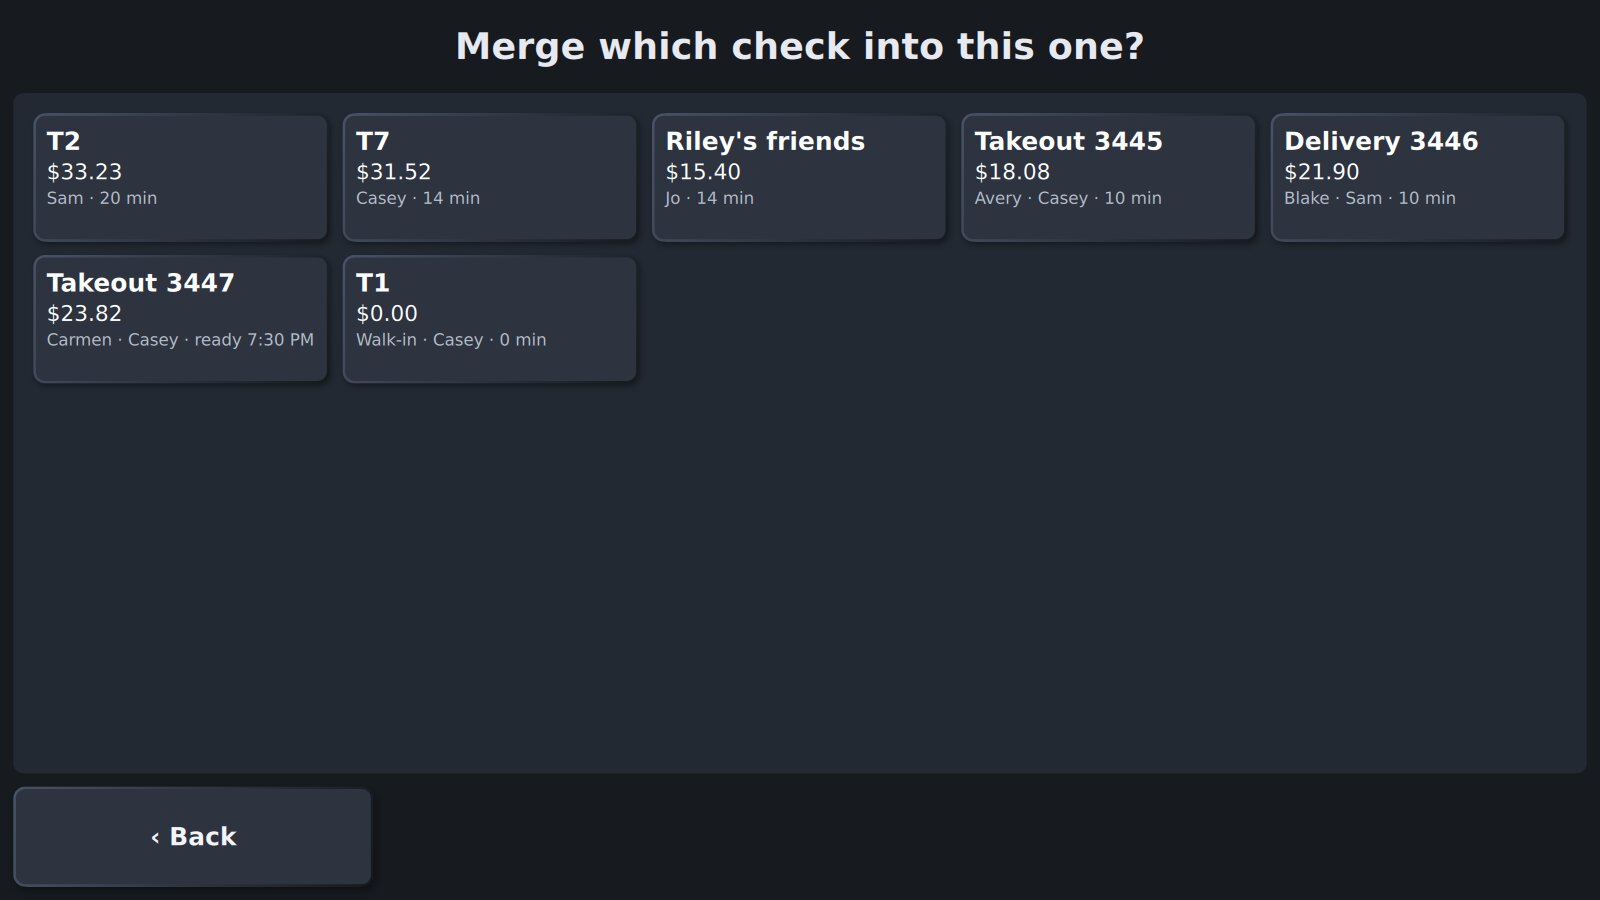 Merge which check into this one?
T2
$33.23
Sam · 20 min
T7
$31.52
Casey · 14 min
Riley's friends
$15.40
Jo · 14 min
Takeout 3445
$18.08
Avery · Casey · 10 min
Delivery 3446
$21.90
Blake · Sam · 10 min
Takeout 3447
$23.82
Carmen · Casey · ready 7:30 PM
T1
$0.00
Walk-in · Casey · 0 min
‹ Back